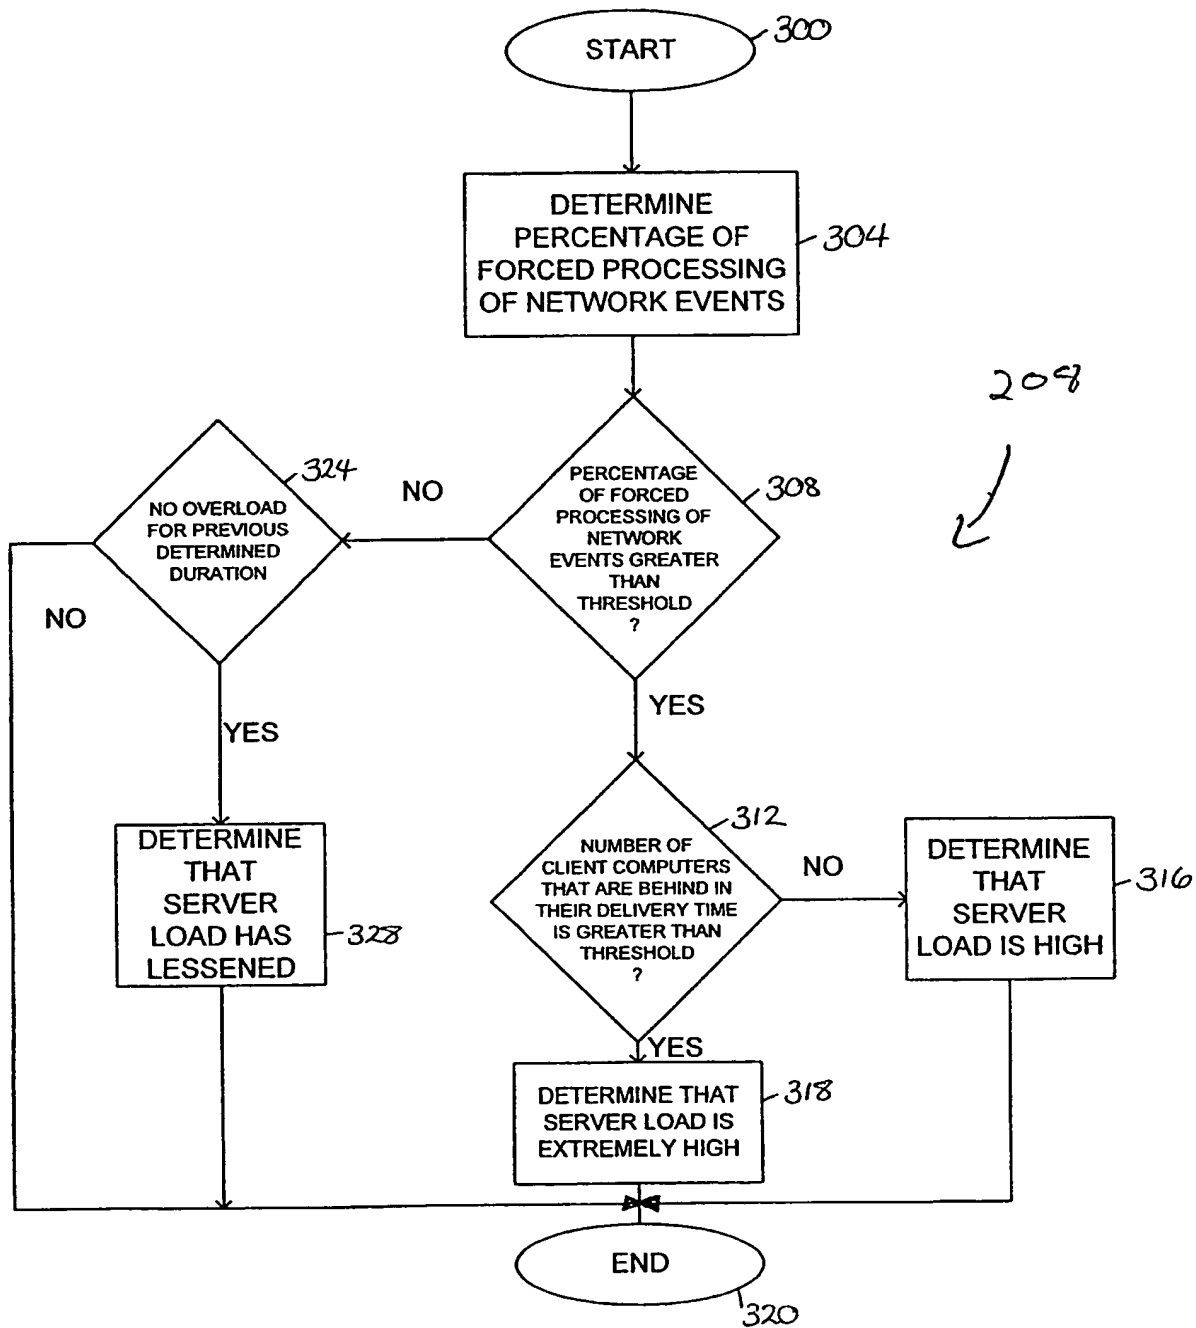 START
300
DETERMINE
PERCENTAGE OF
FORCED PROCESSING
OF NETWORK EVENTS
304
208
PERCENTAGE
OF FORCED
PROCESSING OF
NETWORK
EVENTS GREATER
THAN
THRESHOLD
?
308
NO
NO OVERLOAD
FOR PREVIOUS
DETERMINED
DURATION
324
NO
YES
YES
DETERMINE
THAT
SERVER
LOAD HAS
LESSENED
328
NUMBER OF
CLIENT COMPUTERS
THAT ARE BEHIND IN
THEIR DELIVERY TIME
IS GREATER THAN
THRESHOLD
?
312
NO
DETERMINE
THAT
SERVER
LOAD IS HIGH
316
YES
DETERMINE THAT
SERVER LOAD IS
EXTREMELY HIGH
318
END
320